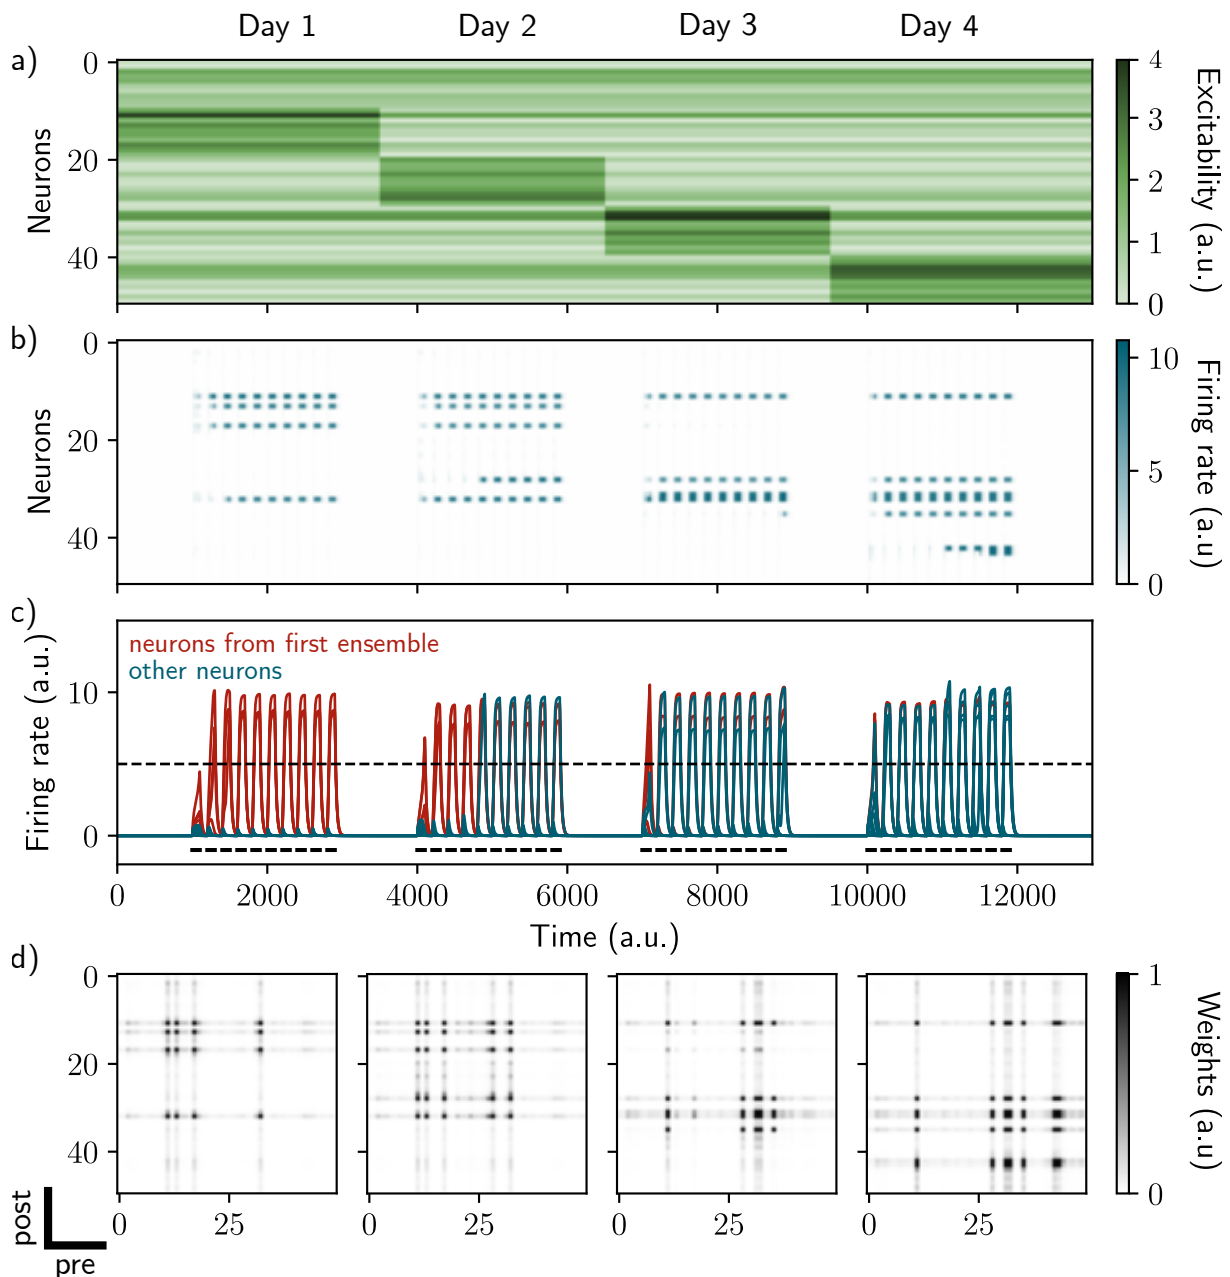 Day 1 Day 2 Day 3 Day 4
a)
Neurons
0
20
40
4
3
2
1
0
Excitability (a.u.)
b)
Neurons
0
20
40
10
5
0
Firing rate (a.u)
c)
Firing rate (a.u.)
10
0
neurons from first ensemble
other neurons
0 2000 4000 6000 8000 10000 12000
Time (a.u.)
d)
0
20
40
0 25 0 25 0 25 0 25
1
0
Weights (a.u)
post
pre